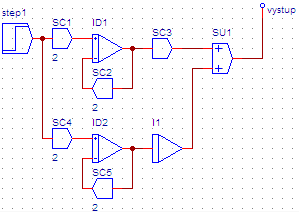 vystup
step1 SC1 ID1 SC3 SU1
+ +
- +
2 SC2
2
SC4 ID2 I1
+
-
2 SC5
2